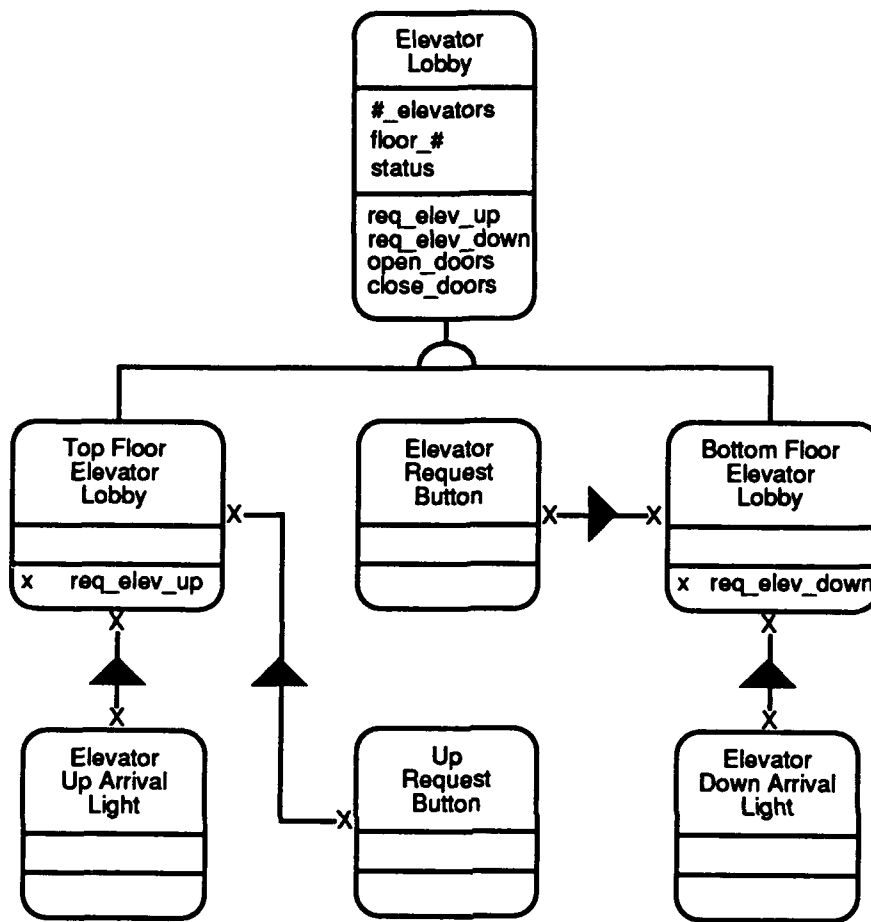 Elevator
Lobby
#_elevators
floor_#
status
req_elev_up
req_elev_down
open_doors
close_doors
Top Floor
Elevator
Lobby
x req_elev_up
Elevator
Request
Button
Bottom Floor
Elevator
Lobby
x req_elev_down
X
X
X
X
X
X
X
X
Elevator
Up Arrival
Light
Up
Request
Button
Elevator
Down Arrival
Light